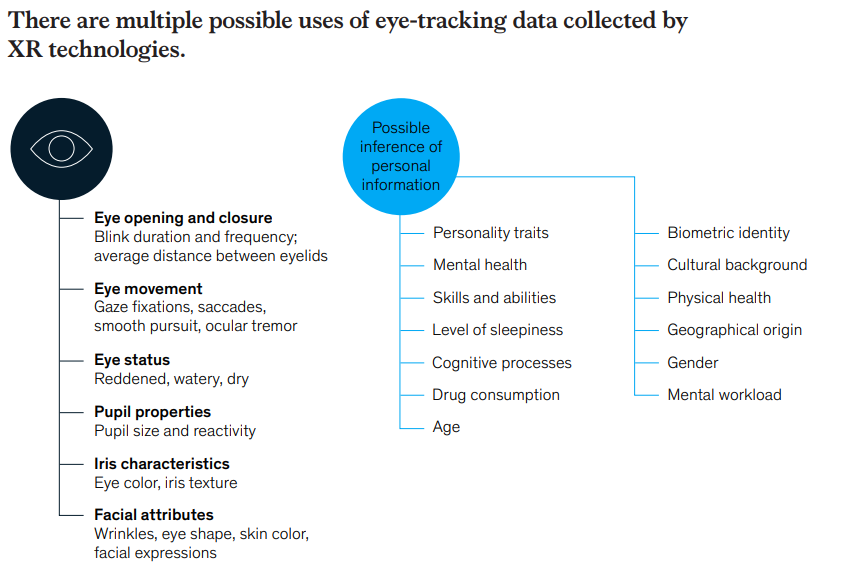 There are multiple possible uses of eye-tracking data collected by
XR technologies.
Eye opening and closure
Blink duration and frequency;
average distance between eyelids
Eye movement
Gaze fixations, saccades,
smooth pursuit, ocular tremor
Eye status
Reddened, watery, dry
Pupil properties
Pupil size and reactivity
Iris characteristics
Eye color, iris texture
Facial attributes
Wrinkles, eye shape, skin color,
facial expressions
Possible
inference of
personal
information
Personality traits
Mental health
Skills and abilities
Level of sleepiness
Cognitive processes
Drug consumption
Age
Biometric identity
Cultural background
Physical health
Geographical origin
Gender
Mental workload